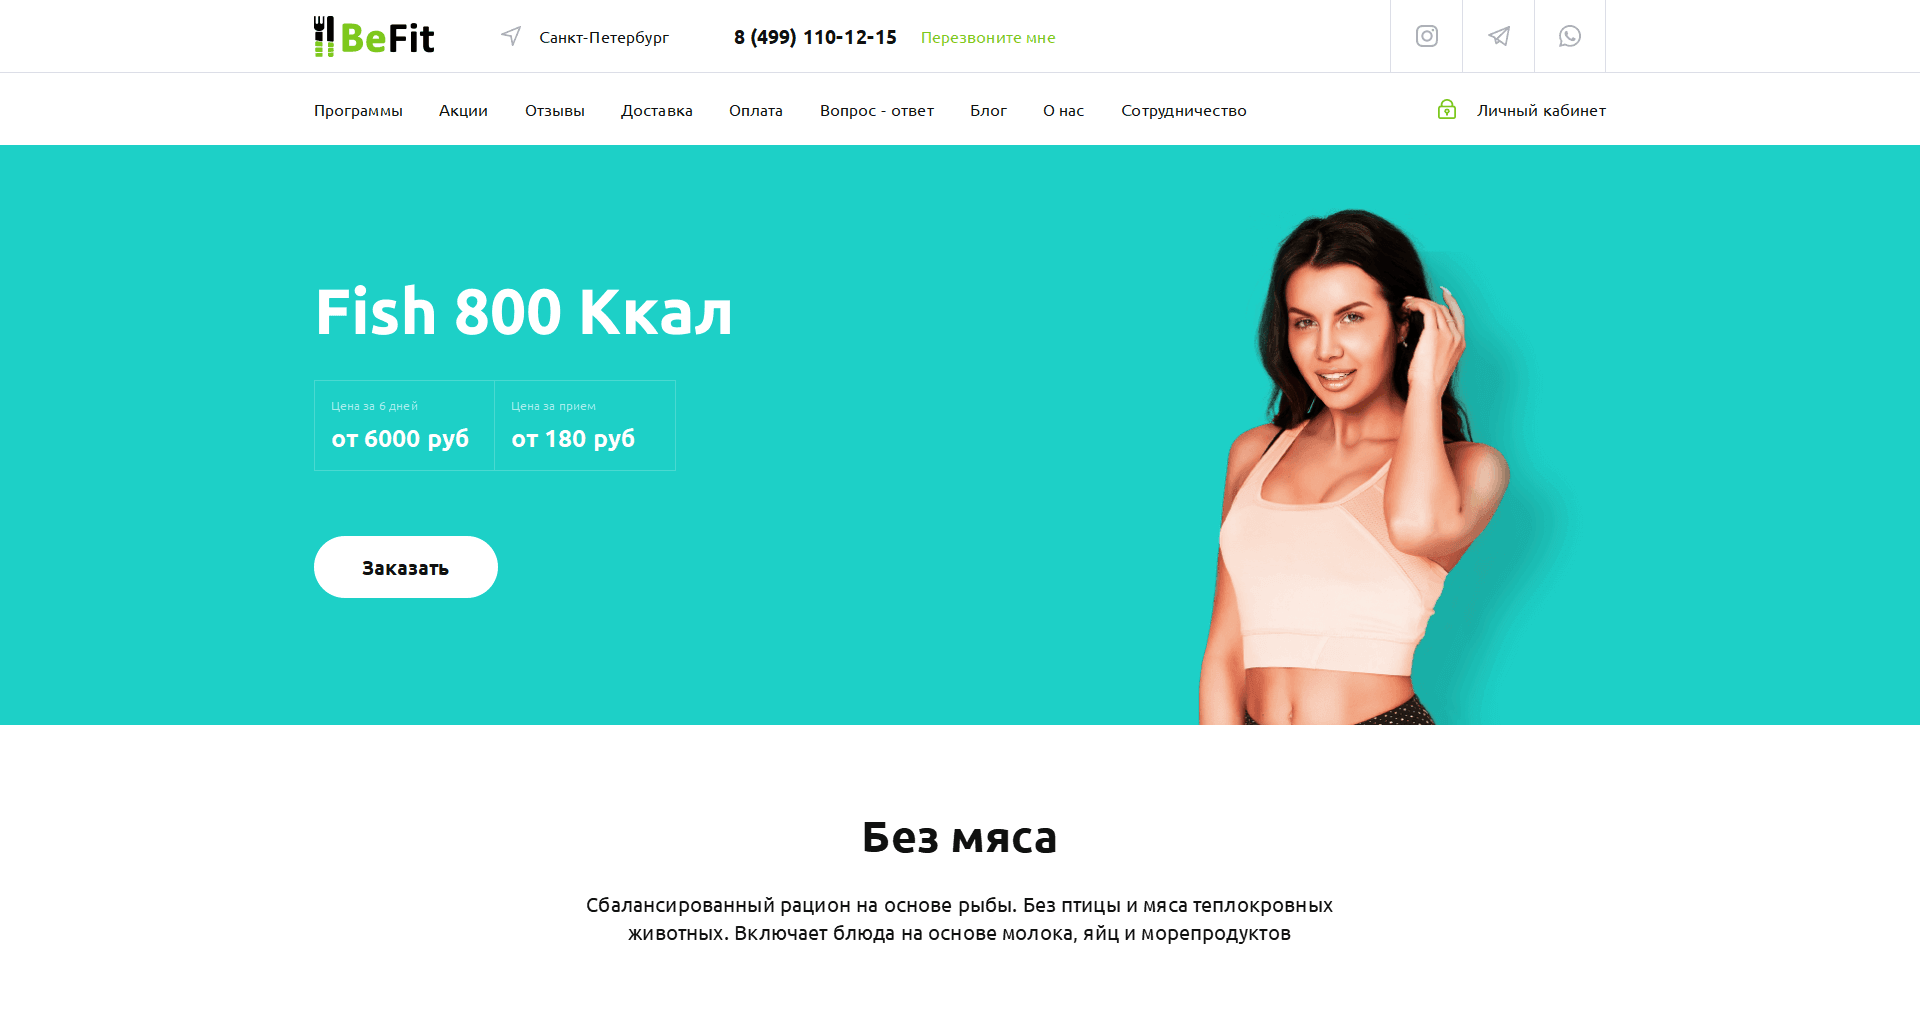 BeFit
Санкт-Петербург
8 (499) 110-12-15
Перезвоните мне
Программы
Акции
Отзывы
Доставка
Оплата
Вопрос - ответ
Блог
О нас
Сотрудничество
Личный кабинет
Fish 800 Ккал
Цена за 6 дней
от 6000 руб
Цена за прием
от 180 руб
Заказать
Без мяса
Сбалансированный рацион на основе рыбы. Без птицы и мяса теплокровных
животных. Включает блюда на основе молока, яйц и морепродуктов